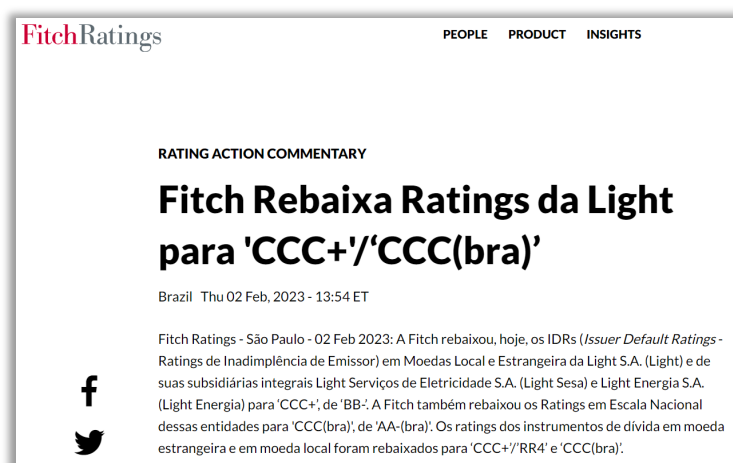 FitchRatings
PEOPLE PRODUCT INSIGHTS
RATING ACTION COMMENTARY
Fitch Rebaixa Ratings da Light
para 'CCC+'/‘CCC(bra)’
Brazil Thu 02 Feb, 2023 - 13:54 ET
Fitch Ratings - São Paulo - 02 Feb 2023: A Fitch rebaixou, hoje, os IDRs (Issuer Default Ratings -
Ratings de Inadimplência de Emissor) em Moedas Local e Estrangeira da Light S.A. (Light) e de
suas subsidiárias integrais Light Serviços de Eletricidade S.A. (Light Sesa) e Light Energia S.A.
(Light Energia) para ‘CCC+’, de ‘BB-’. A Fitch também rebaixou os Ratings em Escala Nacional
dessas entidades para 'CCC(bra)', de 'AA-(bra)'. Os ratings dos instrumentos de dívida em moeda
estrangeira e em moeda local foram rebaixados para ‘CCC+’/’RR4’ e ‘CCC(bra)’.